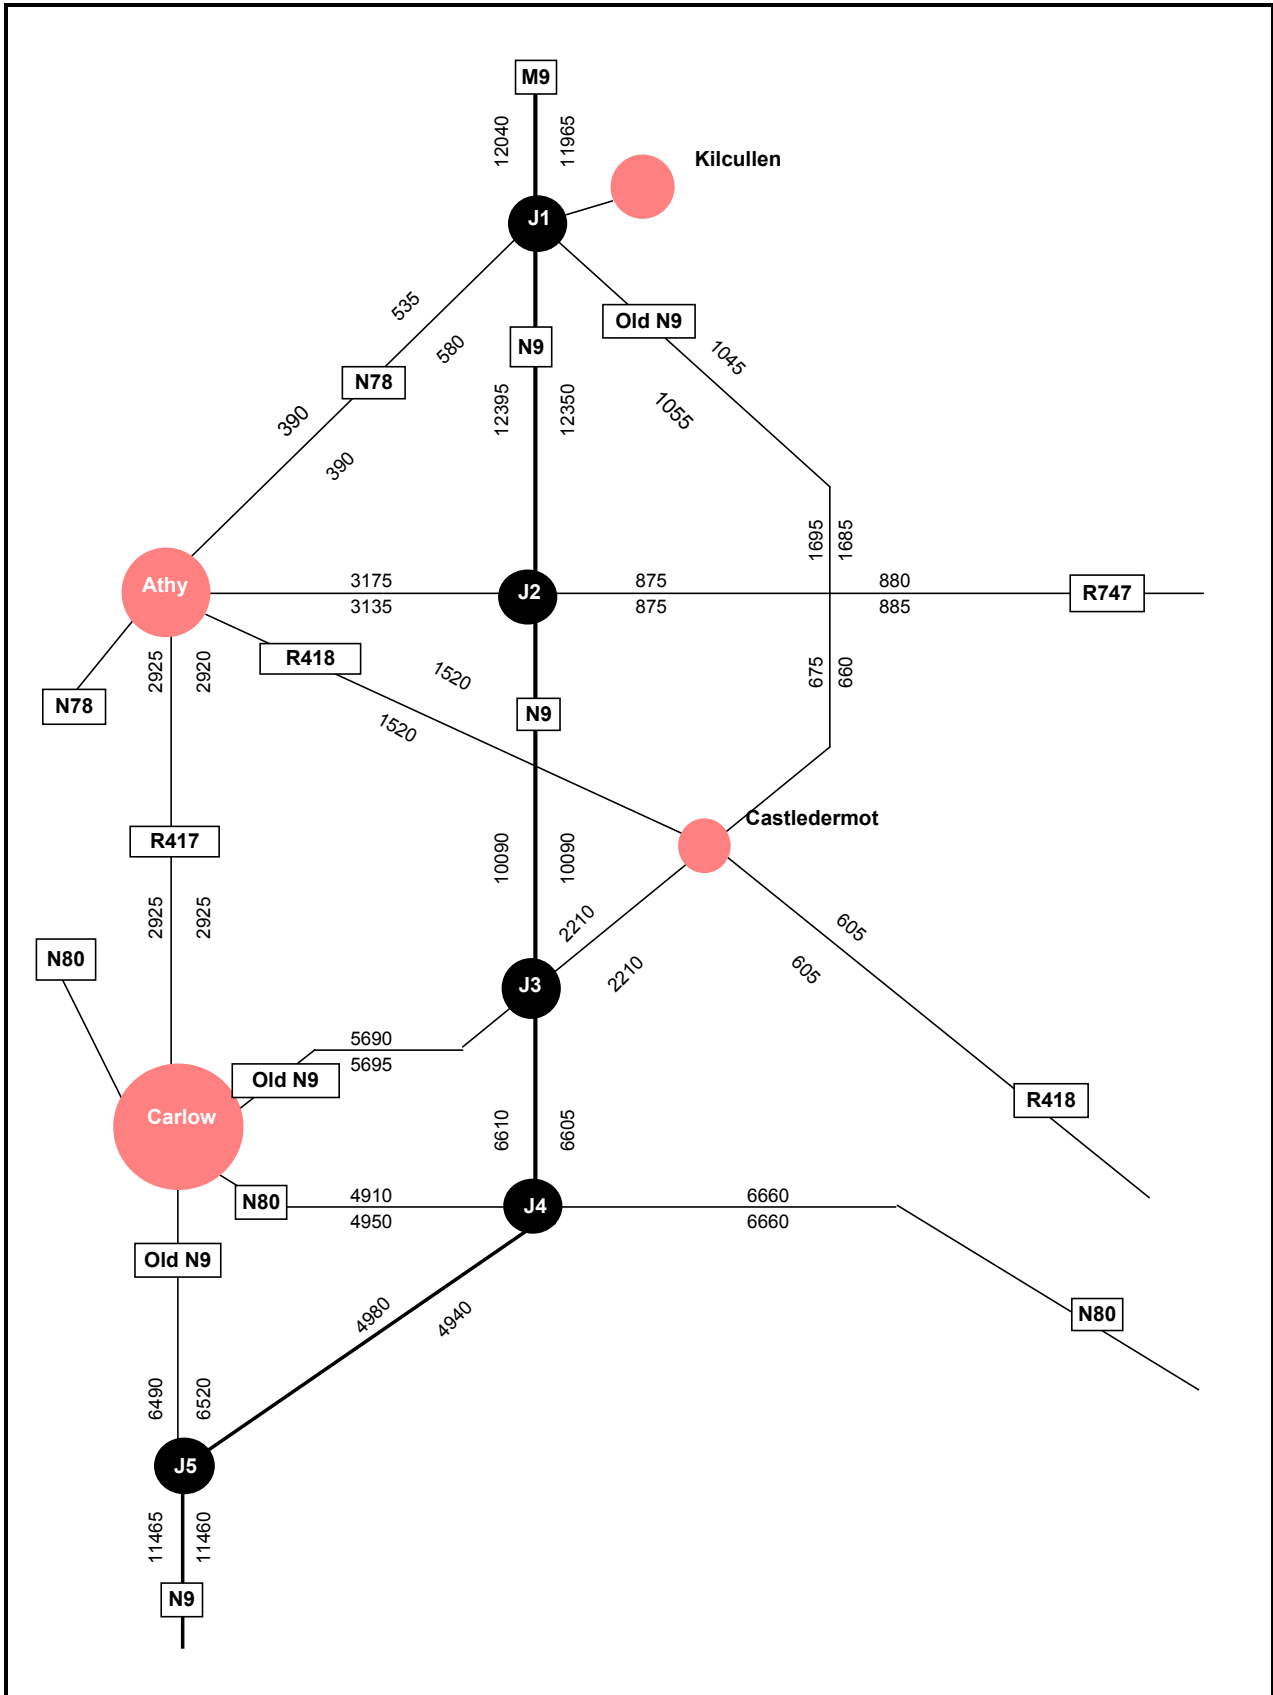 M9
12040
11965
Kilcullen
J1
Old N9
535
580
N9
N78
1045
1055
12395
12350
390
390
1695
1685
Athy
3175
3135
J2
875
875
880
885
R747
R418
2925
2920
N78
1520
1520
N9
675
660
Castledermot
R417
10090
10090
2925
2925
2210
2210
605
605
N80
J3
5690
5695
Old N9
R418
Carlow
6610
6605
N80
4910
4950
J4
6660
6660
Old N9
4980
4940
N80
6490
6520
J5
11465
11460
N9